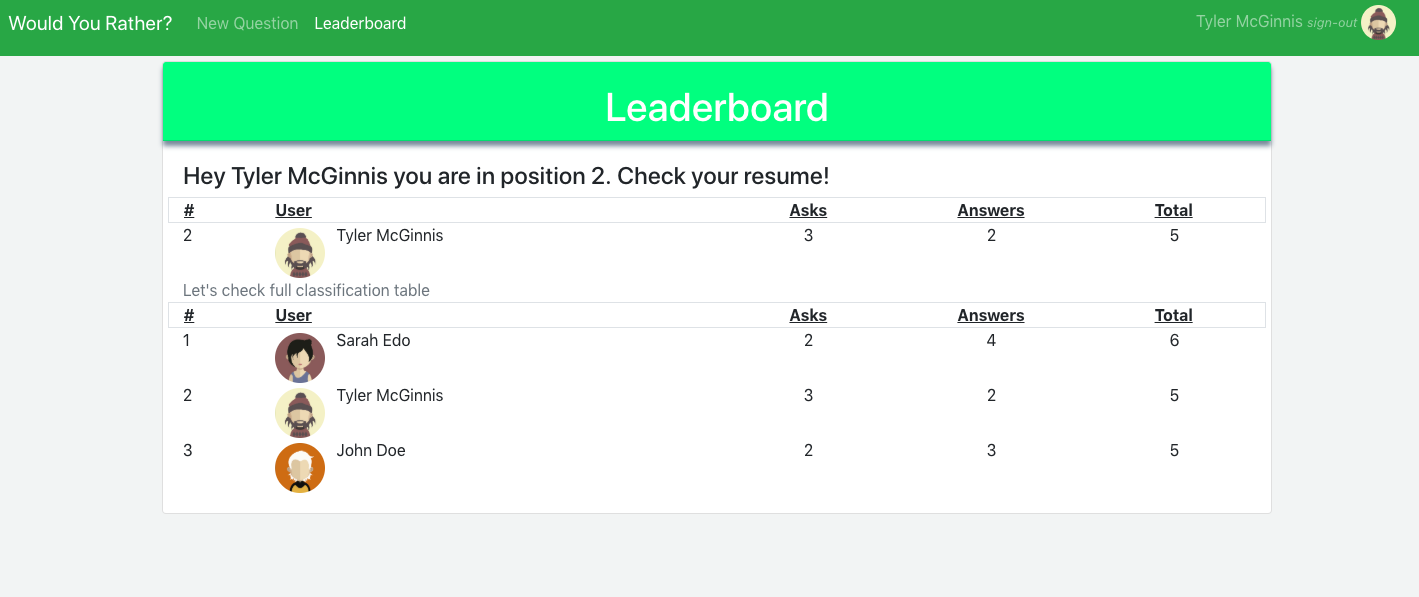 Would You Rather? New Question Leaderboard Tyler McGinnis sign-out
Leaderboard
Hey Tyler McGinnis you are in position 2. Check your resume!
# User Asks Answers Total
2 Tyler McGinnis 3 2 5
Let's check full classification table
# User Asks Answers Total
1 Sarah Edo 2 4 6
2 Tyler McGinnis 3 2 5
3 John Doe 2 3 5